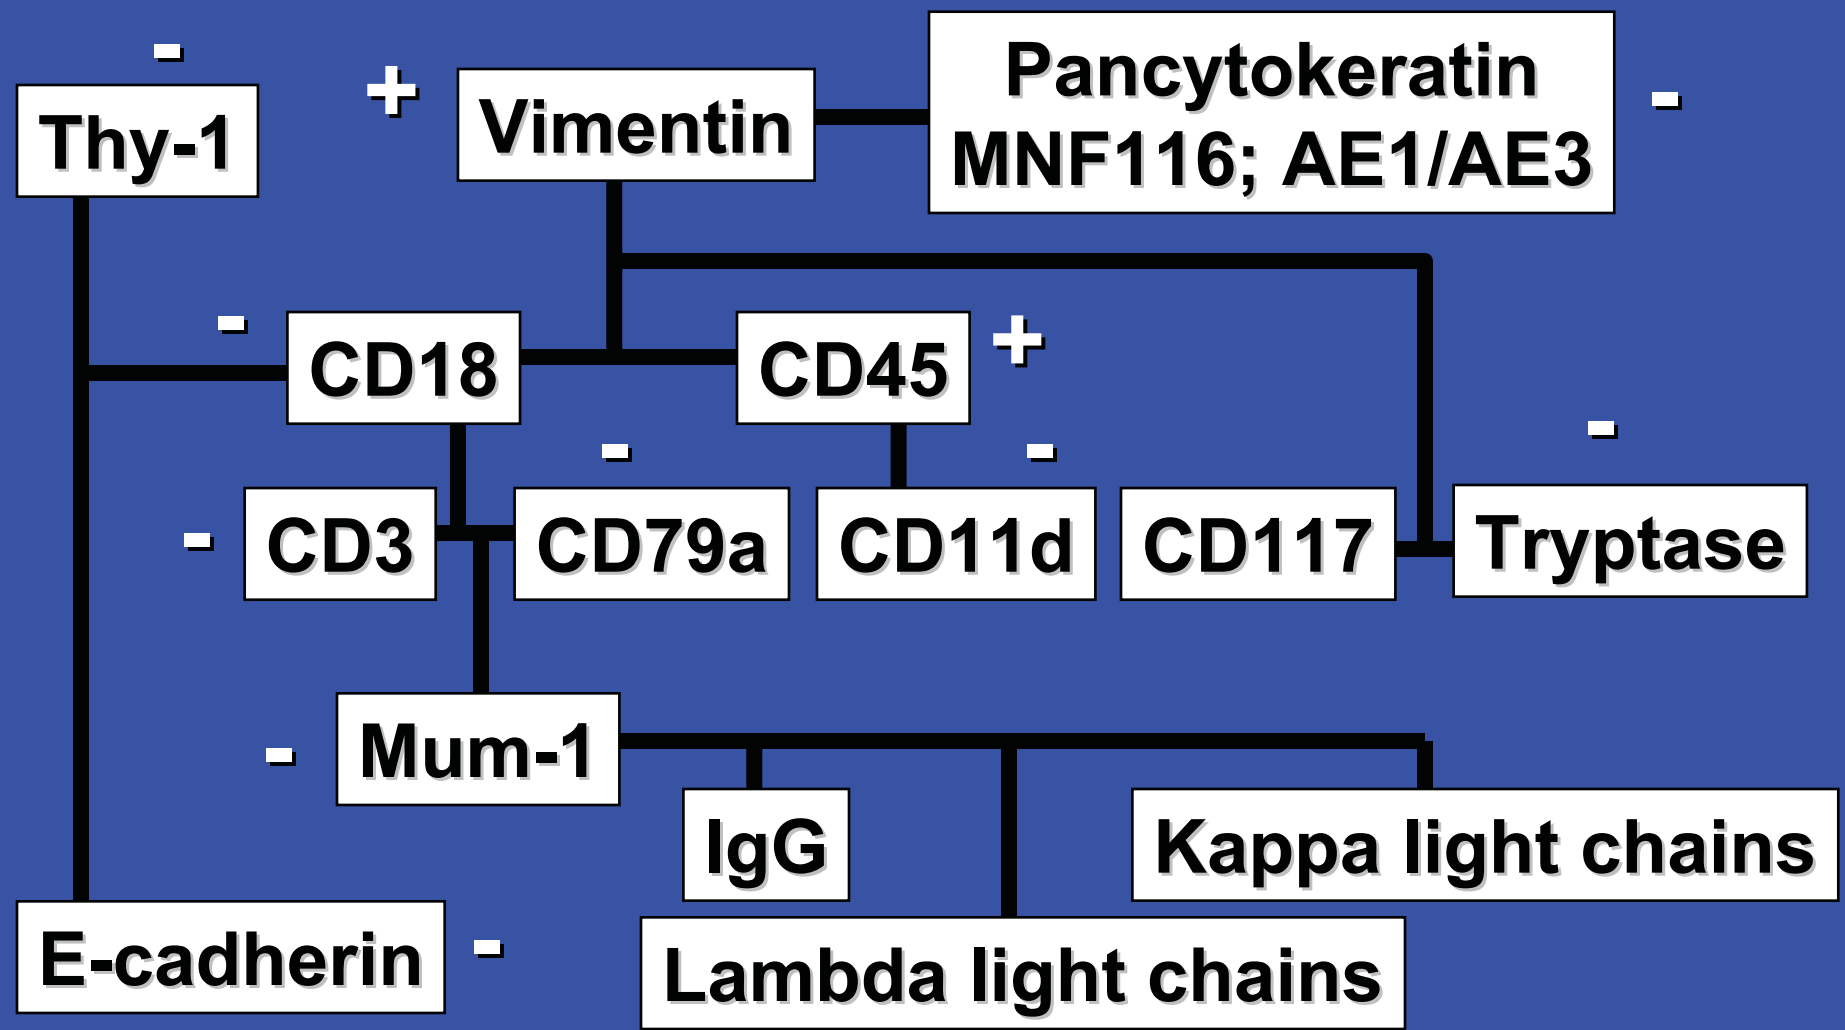 -
+
Thy-1
Vimentin
Pancytokeratin
MNF116; AE1/AE3
-
-
CD18
CD45
+
-
-
-
-
CD3
CD79a
CD11d
CD117
Tryptase
-
Mum-1
IgG
Kappa light chains
E-cadherin
-
Lambda light chains